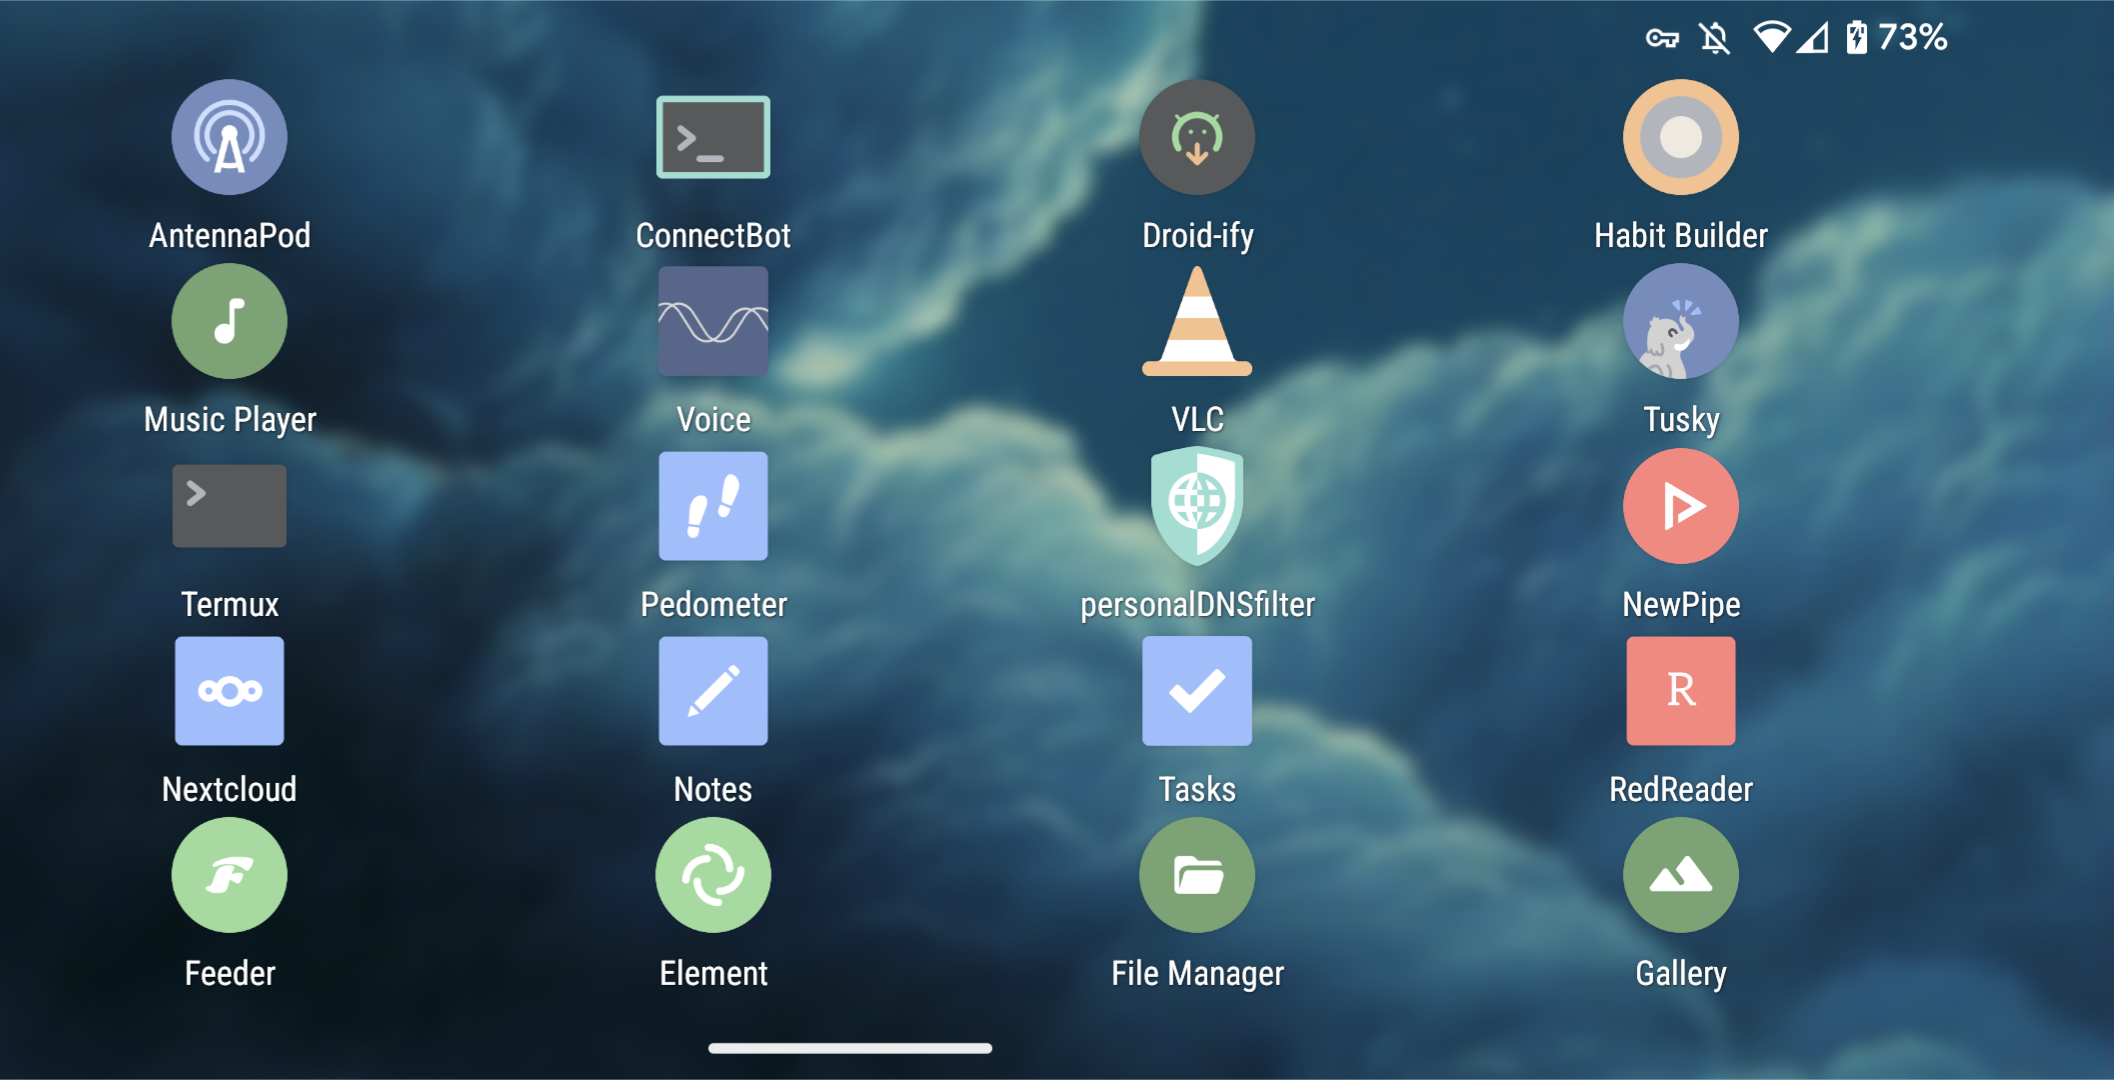 73%
AntennaPod
ConnectBot
Droid-ify
Habit Builder
Music Player
Voice
VLC
Tusky
Termux
Pedometer
personalDNSfilter
NewPipe
R
Nextcloud
Notes
Tasks
RedReader
F
Feeder
Element
File Manager
Gallery